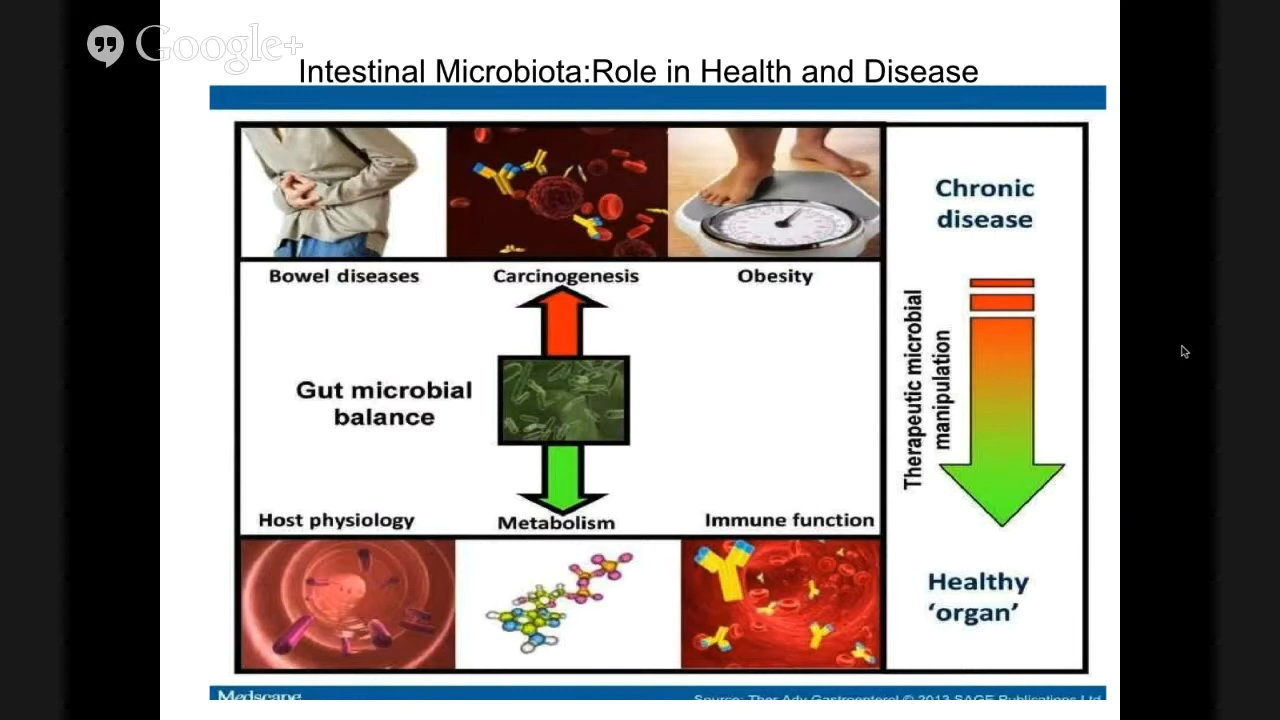 Google+
Intestinal Microbiota:Role in Health and Disease
Chronic
disease
Bowel diseases
Carcinogenesis
Obesity
Therapeutic microbial
manipulation
Gut microbial
balance
Host physiology
Metabolism
Immune function
Healthy
‘organ’
Medscape
Source: Ther Adv Gastroenterol © 2013 SAGE Publications Ltd